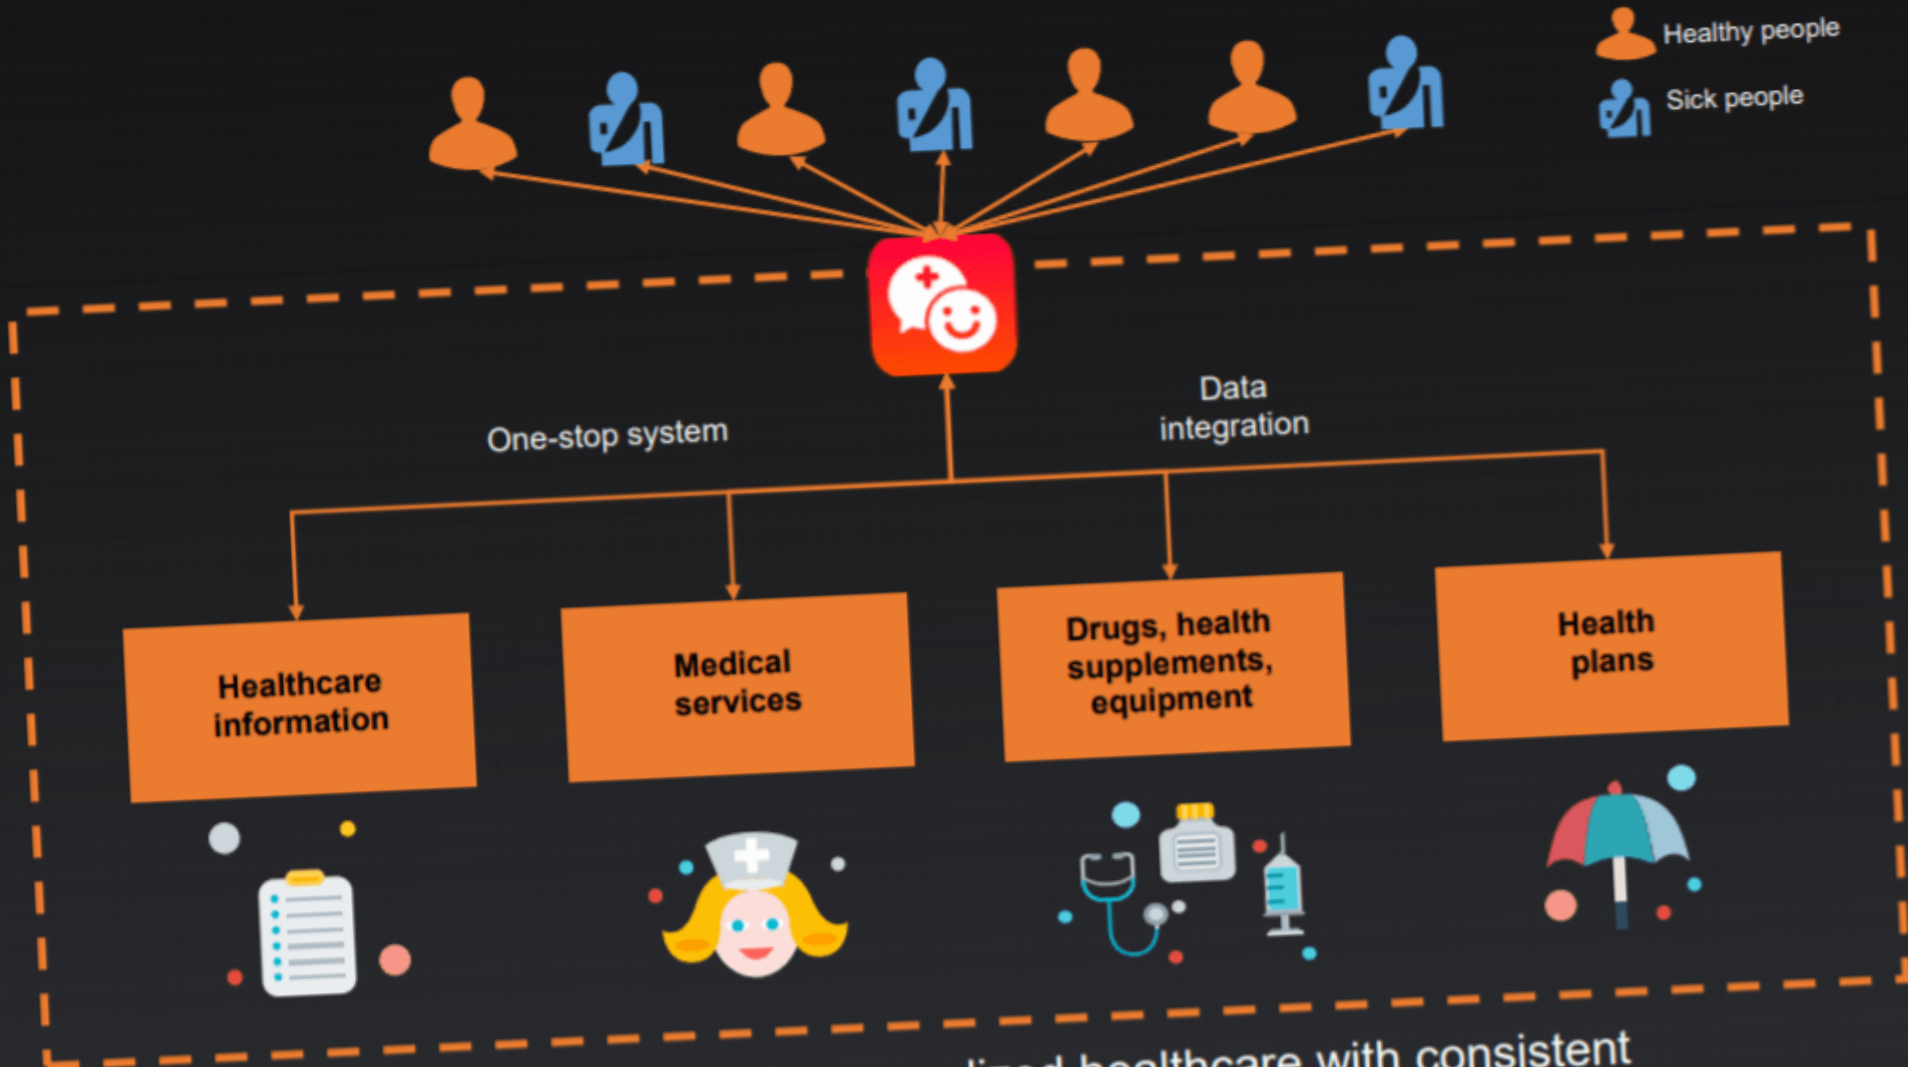 Healthy people
Sick people
One-stop system
Data
integration
Healthcare
information
Medical
services
Drugs, health
supplements,
equipment
Health
plans
healthcare with consistent